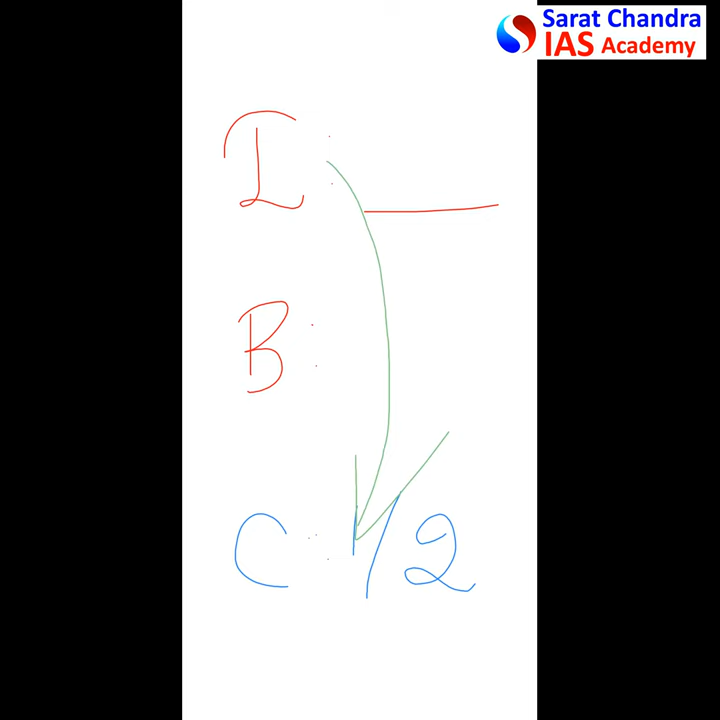 Sarat Chandra
IAS Academy
I :
B :
C : 1/2